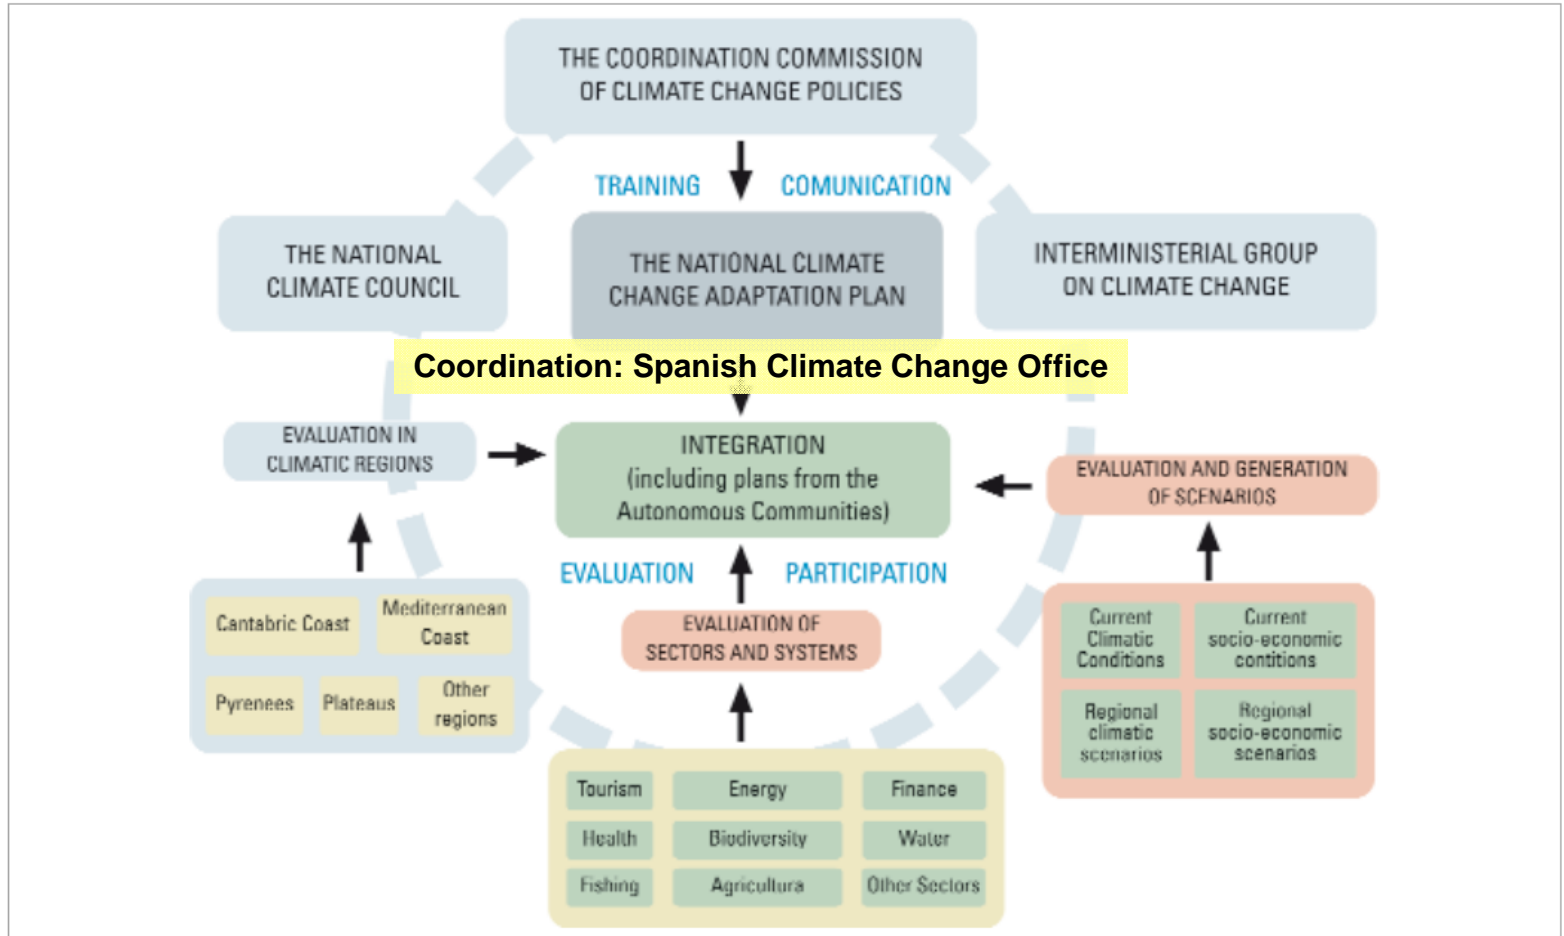 THE COORDINATION COMMISSION
OF CLIMATE CHANGE POLICIES
TRAINING
COMUNICATION
THE NATIONAL
CLIMATE COUNCIL
THE NATIONAL CLIMATE
CHANGE ADAPTATION PLAN
INTERMINISTERIAL GROUP
ON CLIMATE CHANGE
Coordination: Spanish Climate Change Office
EVALUATION IN
CLIMATIC REGIONS
INTEGRATION
(including plans from the
Autonomous Communities)
EVALUATION AND GENERATION
OF SCENARIOS
EVALUATION
PARTICIPATION
Cantabric Coast
Mediterranean
Coast
Pyrenees
Plateaus
Other
regions
EVALUATION OF
SECTORS AND SYSTEMS
Current
Climatic
Conditions
Current
socio-economic
contitions
Regional
climatic
scenarios
Regional
socio-economic
scenarios
Tourism
Energy
Finance
Health
Biodiversity
Water
Fishing
Agricultura
Other Sectors